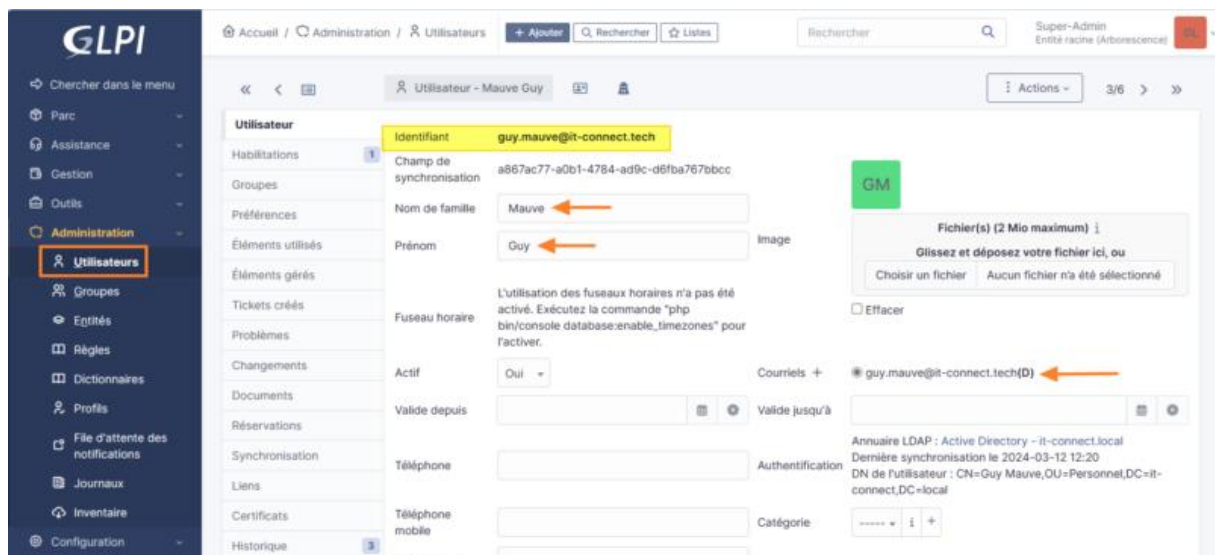 GLPI
Accueil / Administration / Utilisateurs + Ajouter Rechercher Listes Rechercher Super-Admin
Entité racine (Arborescence) GL
Chercher dans le menu
Parc
Assistance
Gestion
Outils
Administration
Utilisateurs
Groupes
Entités
Règles
Dictionnaires
Profils
File d'attente des
notifications
Journaux
Inventaire
Configuration
Utilisateur - Mauve Guy Actions 3/6
Utilisateur
Habilitations 1
Groupes
Préférences
Éléments utilisés
Éléments gérés
Tickets créés
Problèmes
Changements
Documents
Réservations
Synchronisation
Liens
Certificats
Historique 3
Identifiant guy.mauve@it-connect.tech
Champ de
synchronisation a867ac77-a0b1-4784-ad9c-d6fba767bbcc
Nom de famille Mauve
Prénom Guy
Fuseau horaire
L'utilisation des fuseaux horaires n'a pas été
activé. Exécutez la commande "php
bin/console database:enable_timezones" pour
l'activer.
Actif Oui
Valide depuis
Téléphone
Téléphone
mobile
Image
GM
Fichier(s) (2 Mio maximum) i
Glissez et déposez votre fichier ici, ou
Choisir un fichier Aucun fichier n'a été sélectionné
Effacer
Courriels + guy.mauve@it-connect.tech(D)
Valide jusqu'à
Authentification
Annuaire LDAP : Active Directory - it-connect.local
Dernière synchronisation le 2024-03-12 12:20
DN de l'utilisateur : CN=Guy Mauve,OU=Personnel,DC=it-
connect,DC=local
Catégorie ----- i +